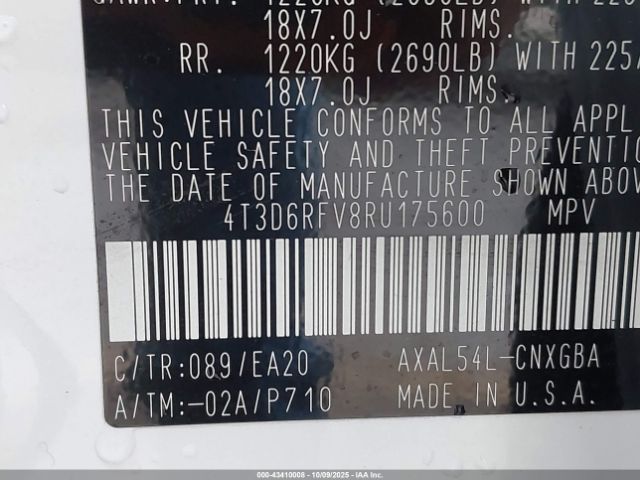 18X7.0J RIMS.
RR. 1220KG (2690LB) WITH 225/
18X7.0J RIMS.
THIS VEHICLE CONFORMS TO ALL APPL
VEHICLE SAFETY AND THEFT PREVENTIO
THE DATE OF MANUFACTURE SHOWN ABOV
4T3D6RFV8RU175600 MPV
C/TR:089/EA20 AXAL54L-CNXGBA
A/TM:-02A/P710 MADE IN U.S.A.
000-43410008 - 10/09/2025 - IAAI.com